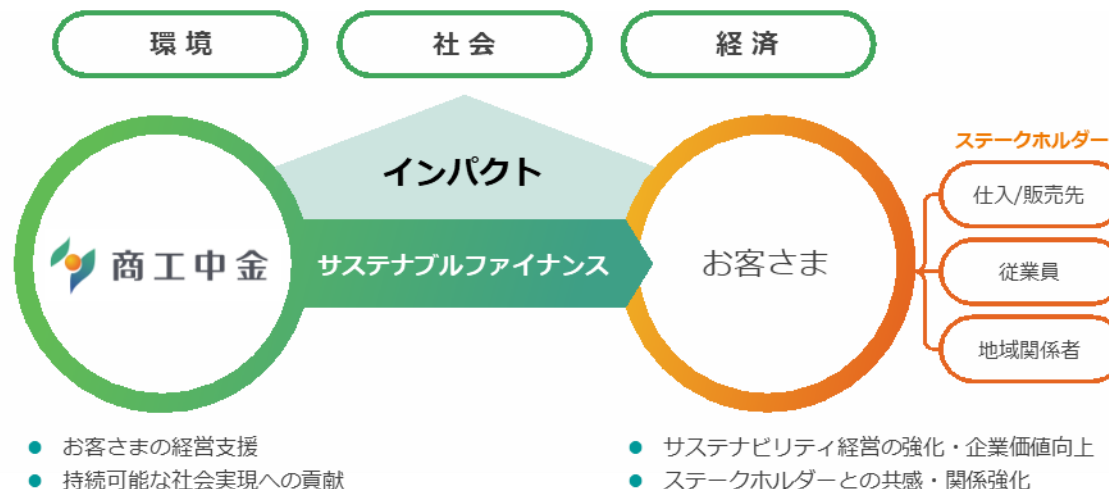 環境
社会
経済
インパクト
商工中金
サステナブルファイナンス
お客さま
ステークホルダー
仕入/販売先
従業員
地域関係者
● お客さまの経営支援
● 持続可能な社会実現への貢献
● サステナビリティ経営の強化・企業価値向上
● ステークホルダーとの共感・関係強化